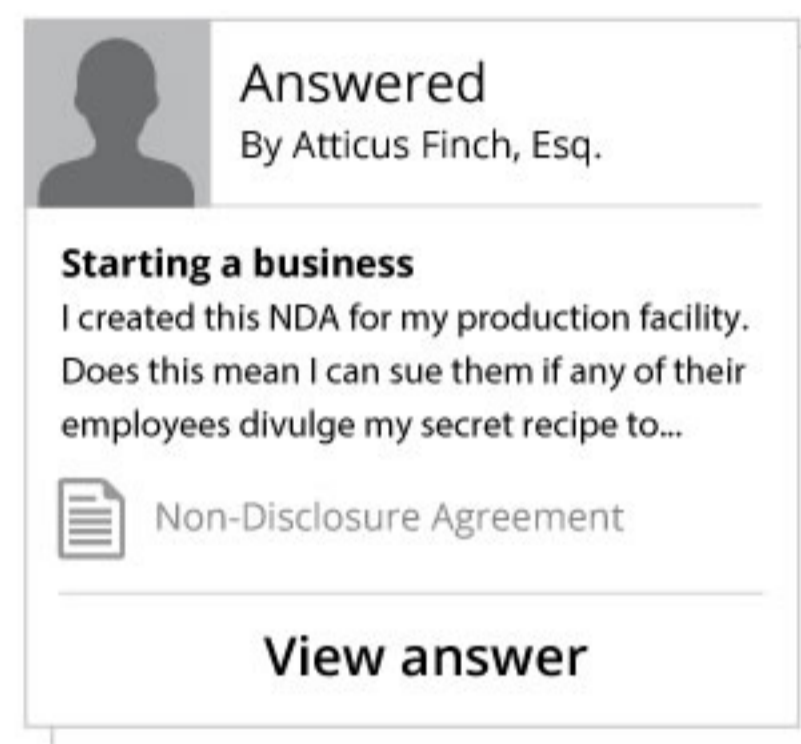 Answered
By Atticus Finch, Esq.
Starting a business
I created this NDA for my production facility.
Does this mean I can sue them if any of their
employees divulge my secret recipe to...
Non-Disclosure Agreement
View answer